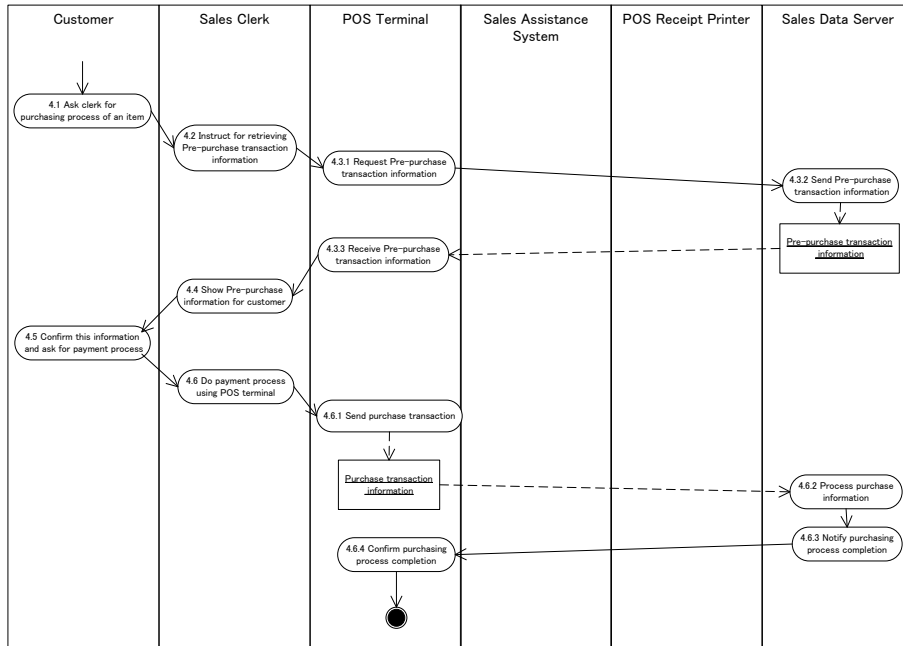 Customer
Sales Clerk
POS Terminal
Sales Assistance
System
POS Receipt Printer
Sales Data Server
4.1 Ask clerk for
purchasing process of an item
4.2 Instruct for retrieving
Pre-purchase transaction
information
4.3.1 Request Pre-purchase
transaction information
4.3.2 Send Pre-purchase
transaction information
Pre-purchase transaction
information
4.3.3 Receive Pre-purchase
transaction information
4.4 Show Pre-purchase
information for customer
4.5 Confirm this information
and ask for payment process
4.6 Do payment process
using POS terminal
4.6.1 Send purchase transaction
Purchase transaction
information
4.6.2 Process purchase
information
4.6.3 Notify purchasing
process completion
4.6.4 Confirm purchasing
process completion